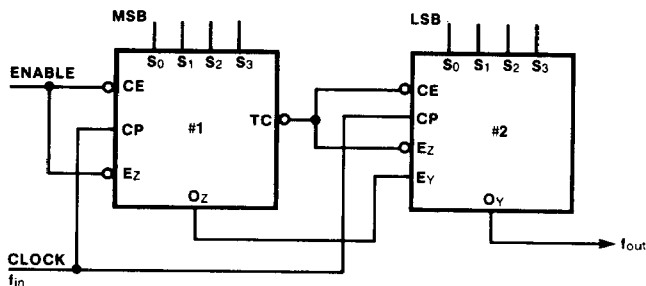 MSB LSB
S0 S1 S2 S3 S0 S1 S2 S3
ENABLE
CE CE
CP #1 TC CP #2
EZ EZ
EY
OZ OY
CLOCK fout
fin